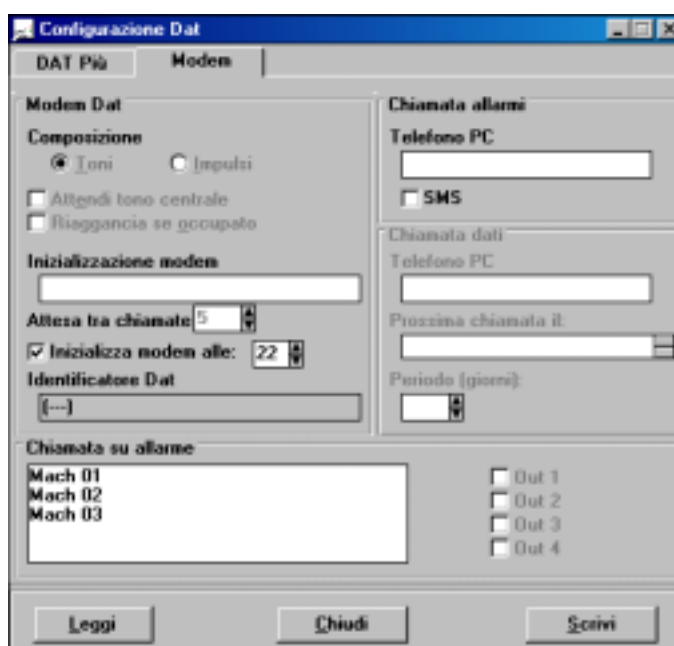 Configurazione Dat
DAT Più
Modem
Modem Dat
Composizione
Toni
Impulsi
Attendi tono centrale
Riaggancia se occupato
Inizializzazione modem
Attesa tra chiamate 5
Inizializza modem alle: 22
Identificatore Dat
(---)
Chiamata allarmi
Telefono PC
SMS
Chiamata dati
Telefono PC
Prossima chiamata il:
Periodo (giorni):
Chiamata su allarme
Mach 01
Mach 02
Mach 03
Out 1
Out 2
Out 3
Out 4
Leggi
Chiudi
Scrivi